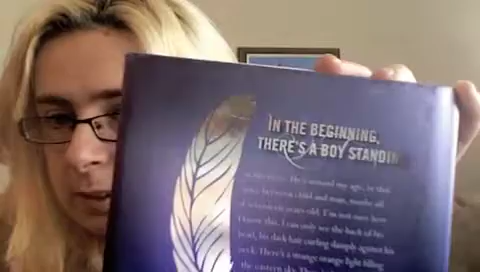 IN THE BEGINNING,
THERE'S A BOY STANDIN
He's around my age, in that
between a child and man, maybe all
of seventeen years old. I'm not sure how
I know this. I can only see the back of his
head, his dark hair curling damply against his
neck.
There's a strange orange light filling
the eastern sky.